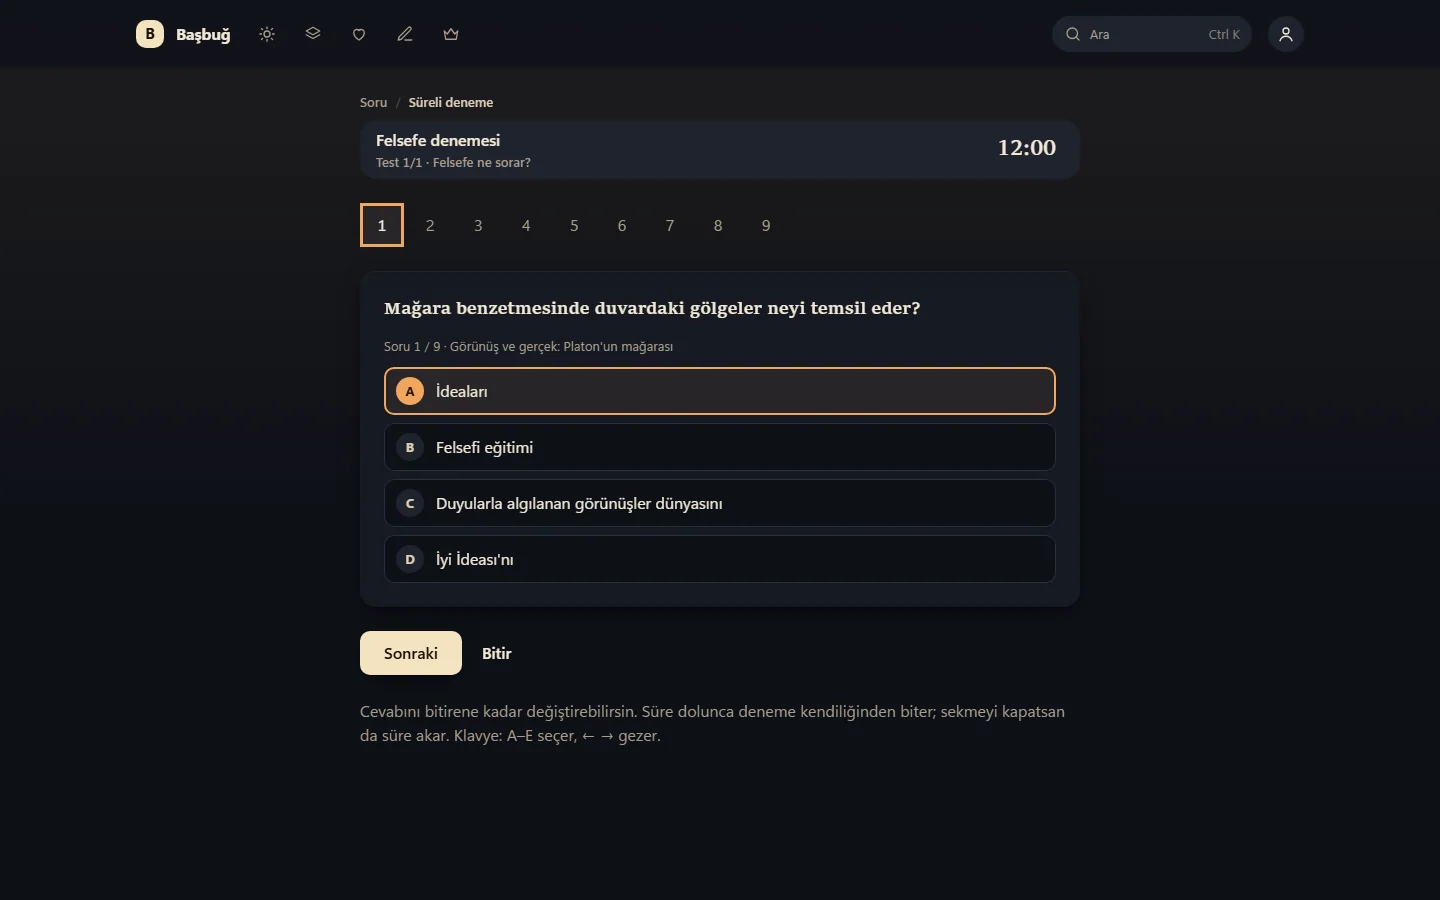 B Başbuğ Ara Ctrl K
Soru / Süreli deneme
Felsefe denemesi
Test 1/1 · Felsefe ne sorar?
12:00
1 2 3 4 5 6 7 8 9
Mağara benzetmesinde duvardaki gölgeler neyi temsil eder?
Soru 1 / 9 · Görünüş ve gerçek: Platon'un mağarası
A İdeaları
B Felsefi eğitimi
C Duyularla algılanan görünüşler dünyasını
D İyi İdeası'nı
Sonraki Bitir
Cevabını bitirene kadar değiştirebilirsin. Süre dolunca deneme kendiliğinden biter; sekmeyi kapatsan
da süre akar. Klavye: A–E seçer, ← → gezer.